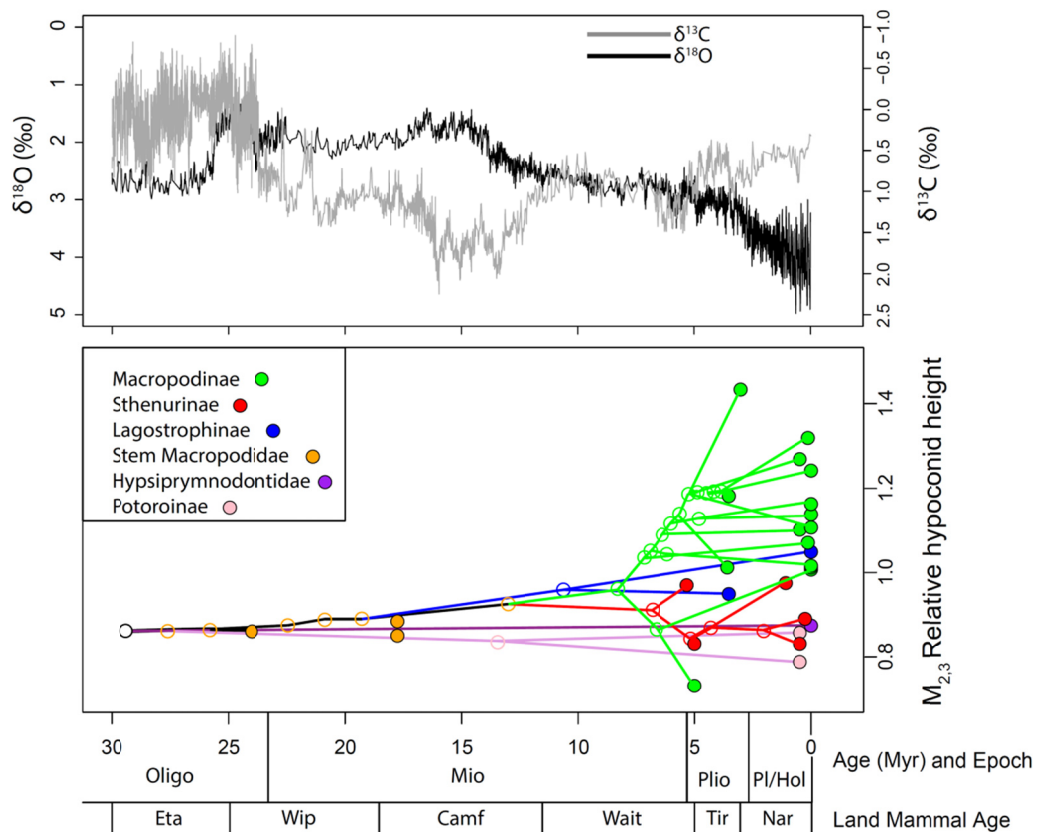 δ13C
δ18O
0
1
2
3
4
5
δ18O (‰)
−1.0
−0.5
0.0
0.5
1.0
1.5
2.0
2.5
δ13C (‰)
Macropodinae
Sthenurinae
Lagostrophinae
Stem Macropodidae
Hypsiprymnodontidae
Potoroinae
1.4
1.2
1.0
0.8
M2,3 Relative hypoconid height
30 25 20 15 10 5 0
Age (Myr) and Epoch
Oligo Mio Plio Pl/Hol
Eta Wip Camf Wait Tir Nar
Land Mammal Age